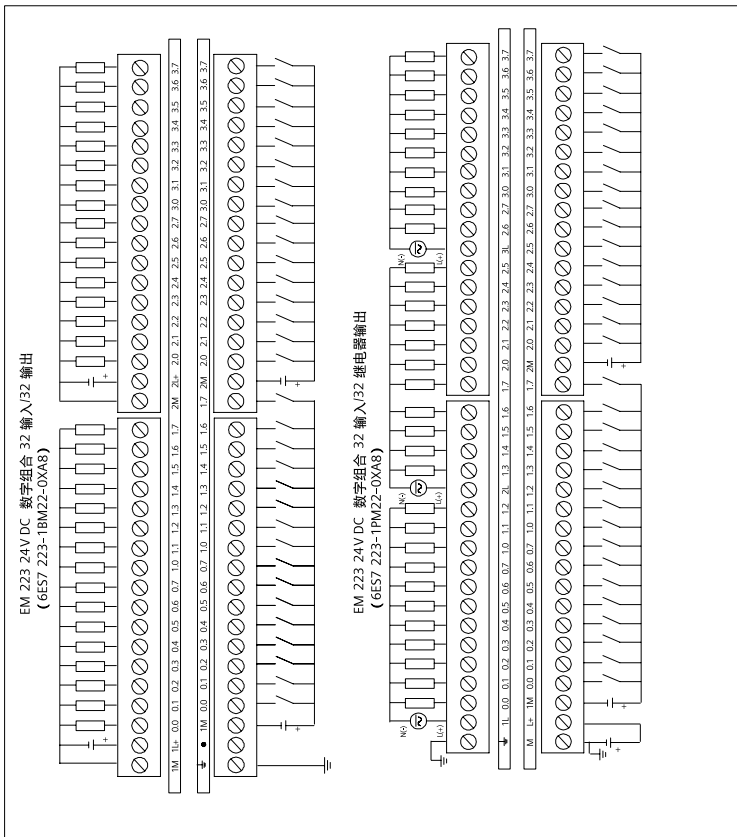 EM 223 24V DC 数字组合 32 输入/32 输出
(6ES7 223-1BM22-0XA8)
1M 1L+ 0.0 0.1 0.2 0.3 0.4 0.5 0.6 0.7 1.0 1.1 1.2 1.3 1.4 1.5 1.6 1.7 2M 2L+ 2.0 2.1 2.2 2.3 2.4 2.5 2.6 2.7 3.0 3.1 3.2 3.3 3.4 3.5 3.6 3.7
+ +
1M 0.0 0.1 0.2 0.3 0.4 0.5 0.6 0.7 1.0 1.1 1.2 1.3 1.4 1.5 1.6 1.7 2M 2.0 2.1 2.2 2.3 2.4 2.5 2.6 2.7 3.0 3.1 3.2 3.3 3.4 3.5 3.6 3.7
+ +
EM 223 24V DC 数字组合 32 输入/32 继电器输出
(6ES7 223-1PM22-0XA8)
N(-) N(-) N(-)
L(+) L(+) L(+)
1L 0.0 0.1 0.2 0.3 0.4 0.5 0.6 0.7 1.0 1.1 1.2 2L 1.3 1.4 1.5 1.6 1.7 2.0 2.1 2.2 2.3 2.4 2.5 3L 2.6 2.7 3.0 3.1 3.2 3.3 3.4 3.5 3.6 3.7
M L+ 1M 0.0 0.1 0.2 0.3 0.4 0.5 0.6 0.7 1.0 1.1 1.2 1.3 1.4 1.5 1.6 1.7 2M 2.0 2.1 2.2 2.3 2.4 2.5 2.6 2.7 3.0 3.1 3.2 3.3 3.4 3.5 3.6 3.7
+ + +